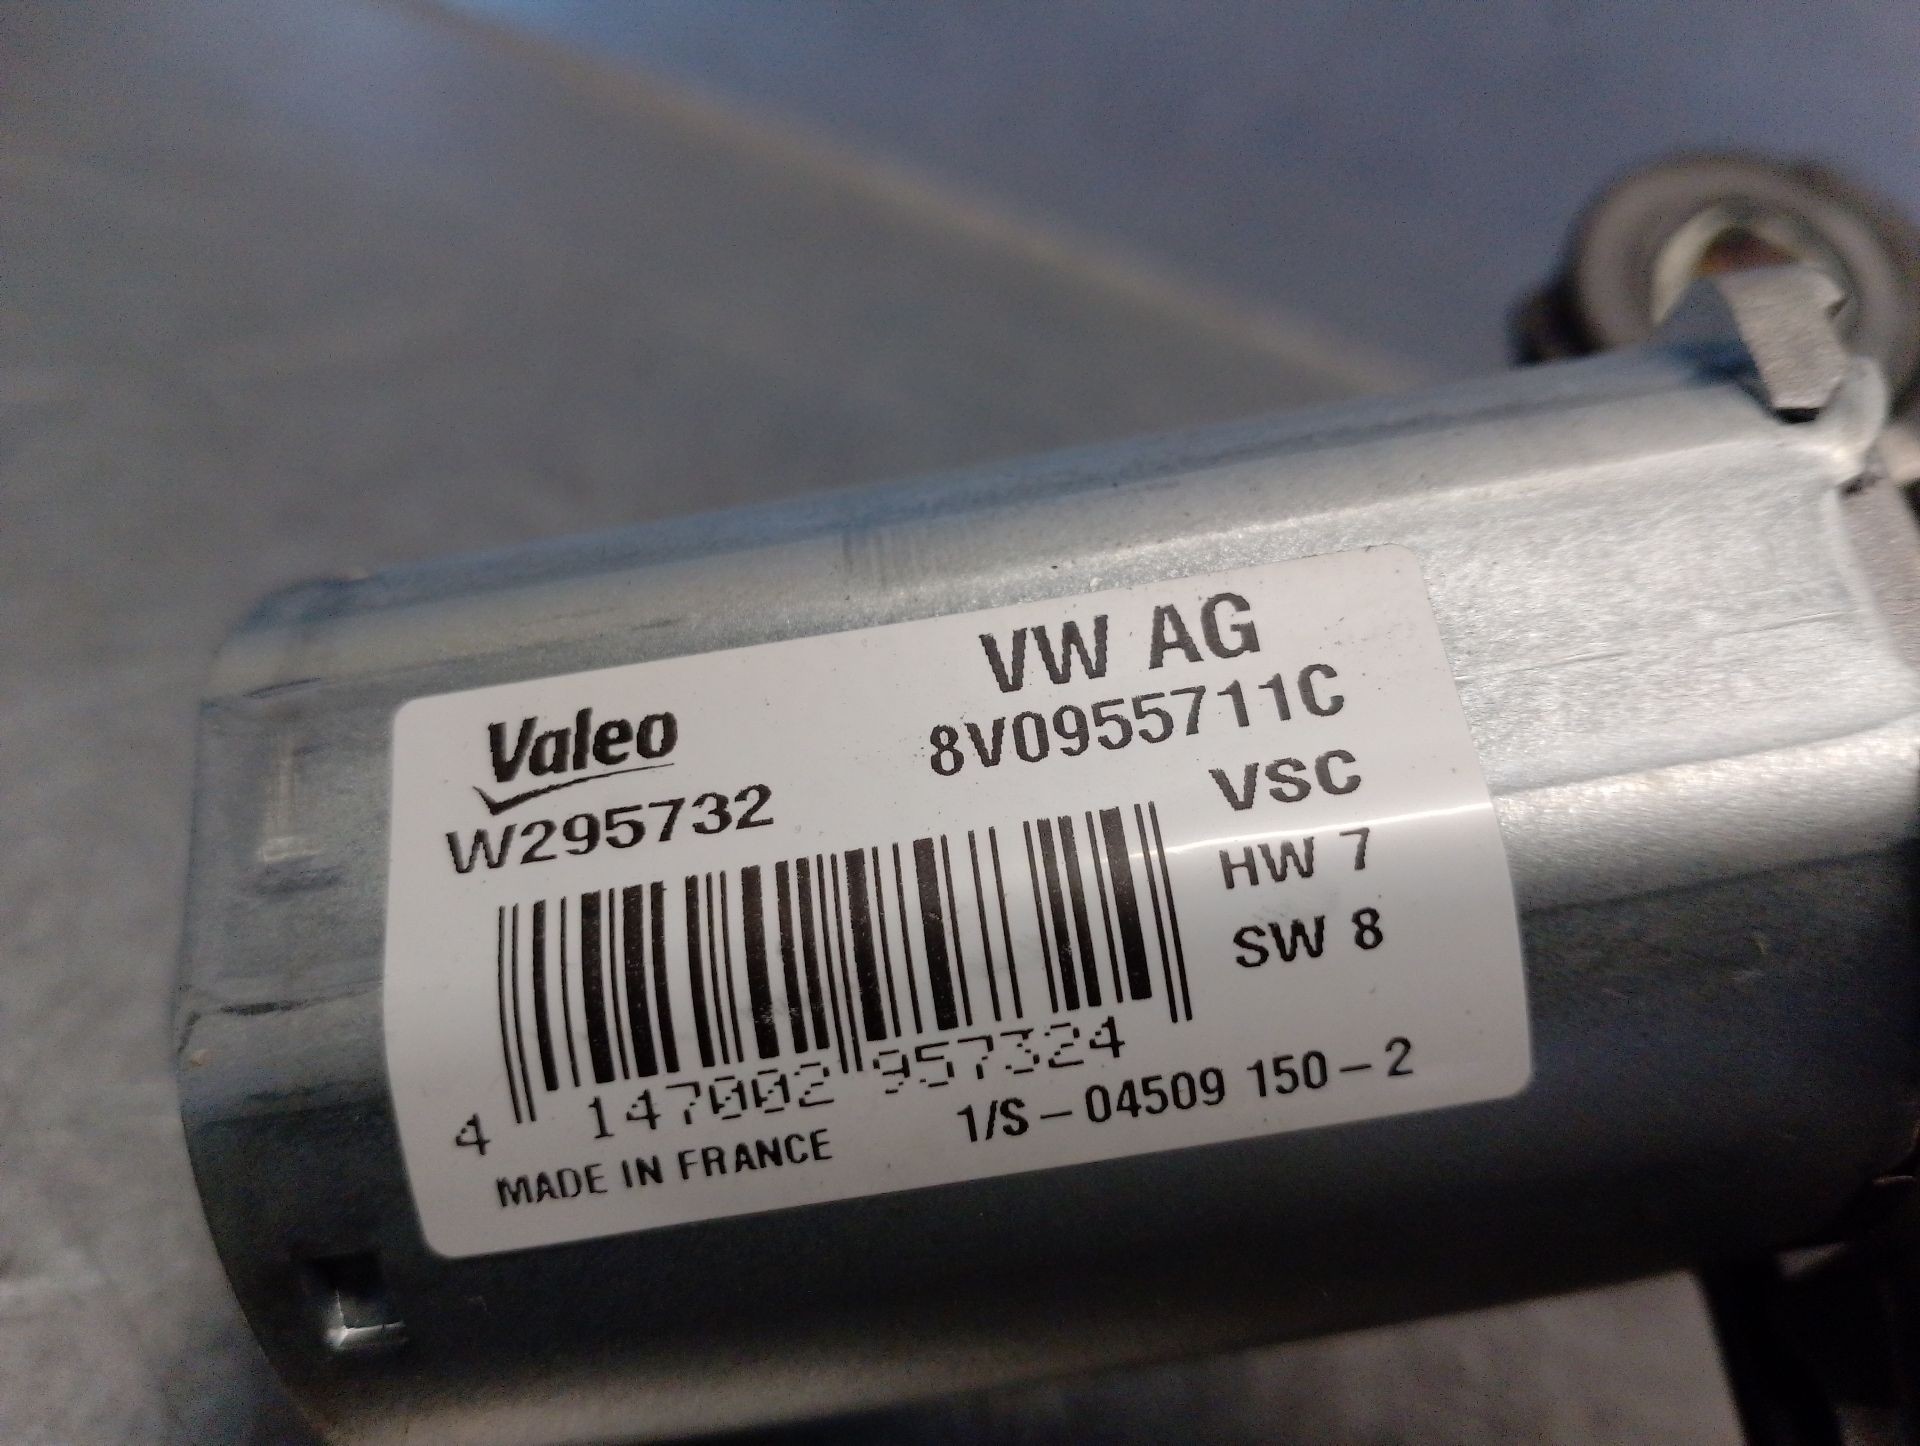 VW AG
8V0955711C
Valeo
W295732
VSC
HW 7
SW 8
4 147002 957324
1/S-04509 150-2
MADE IN FRANCE